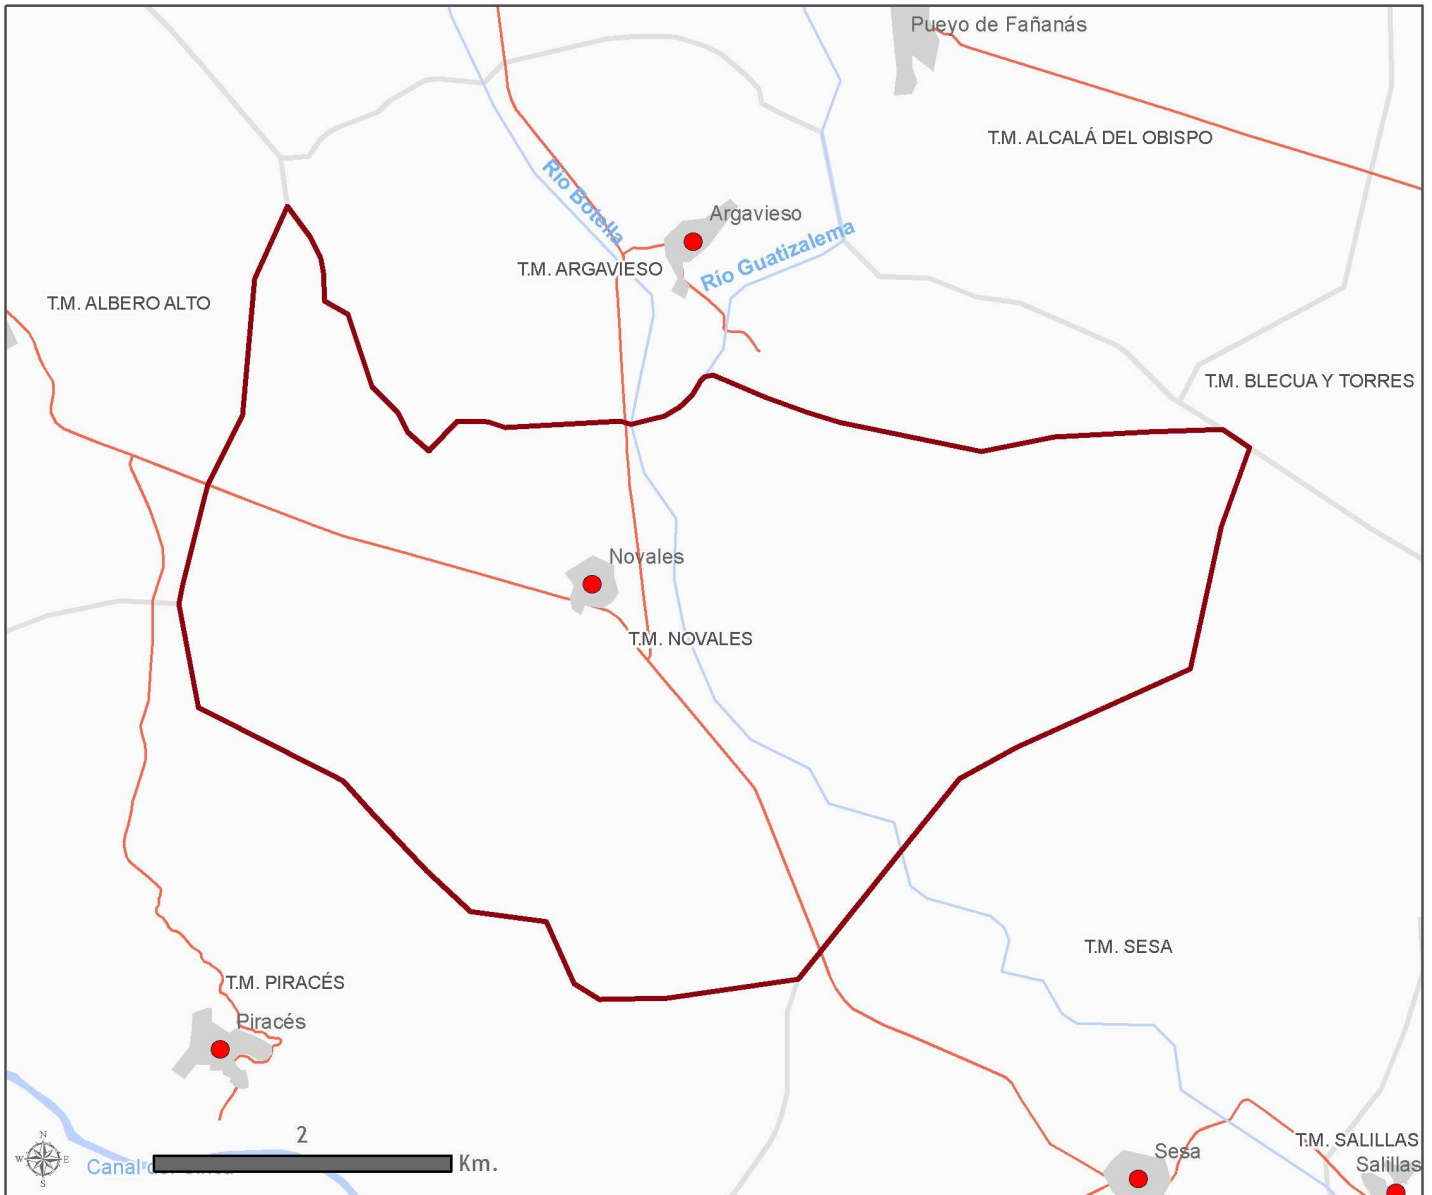 Pueyo de Fañanás
T.M. ALCALÁ DEL OBISPO
Río Botella
Argavieso
Río Guatizalema
T.M. ARGAVIESO
T.M. ALBERO ALTO
T.M. BLECUA Y TORRES
Novales
T.M. NOVALES
T.M. SESA
T.M. PIRACÉS
Piracés
2
Km.
N
W E
S
Canal
Sesa
T.M. SALILLAS
Salillas